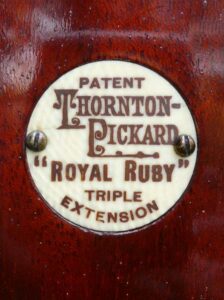 PATENT
THORNTON-
PICKARD
"ROYAL RUBY"
TRIPLE
EXTENSION